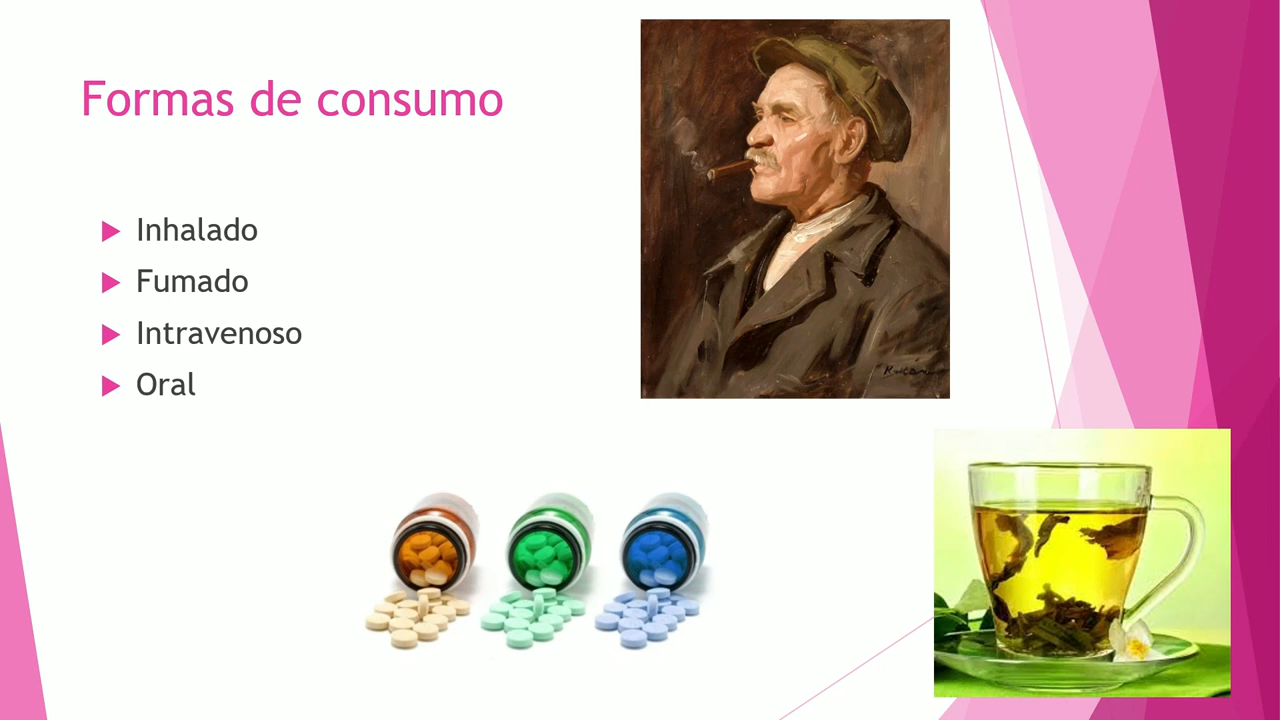 Formas de consumo
Inhalado
Fumado
Intravenoso
Oral